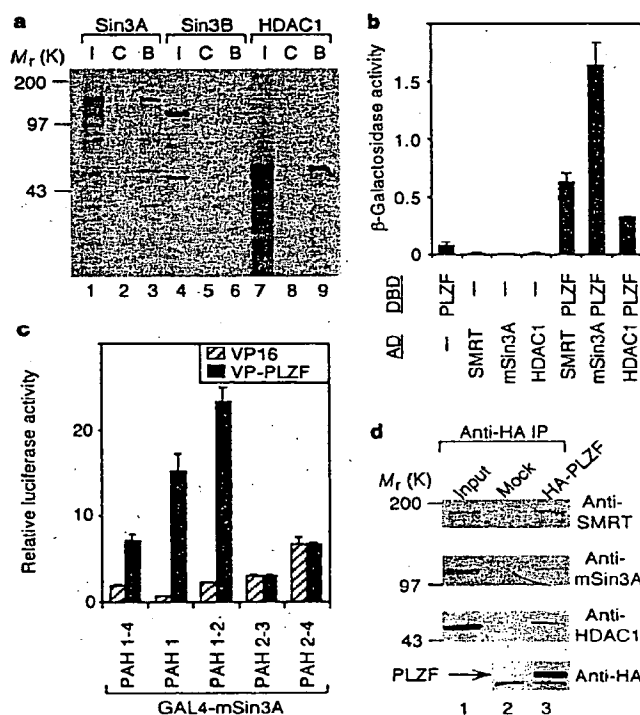 a
Sin3A Sin3B HDAC1
Mr (K) I C B I C B I C B
200
97
43
1 2 3 4 5 6 7 8 9
b
β-Galactosidase activity
1.5
1.0
0.5
0
DBD PLZF – – – PLZF PLZF PLZF
AD – SMRT mSin3A HDAC1 SMRT mSin3A HDAC1
c
VP16
VP-PLZF
Relative luciferase activity
20
10
0
PAH 1-4 PAH 1 PAH 1-2 PAH 2-3 PAH 2-4
GAL4-mSin3A
d
Anti-HA IP
Mr (K) Input Mock HA-PLZF
200
Anti-
SMRT
Anti-
mSin3A
97
Anti-
HDAC1
43
PLZF Anti-HA
1 2 3